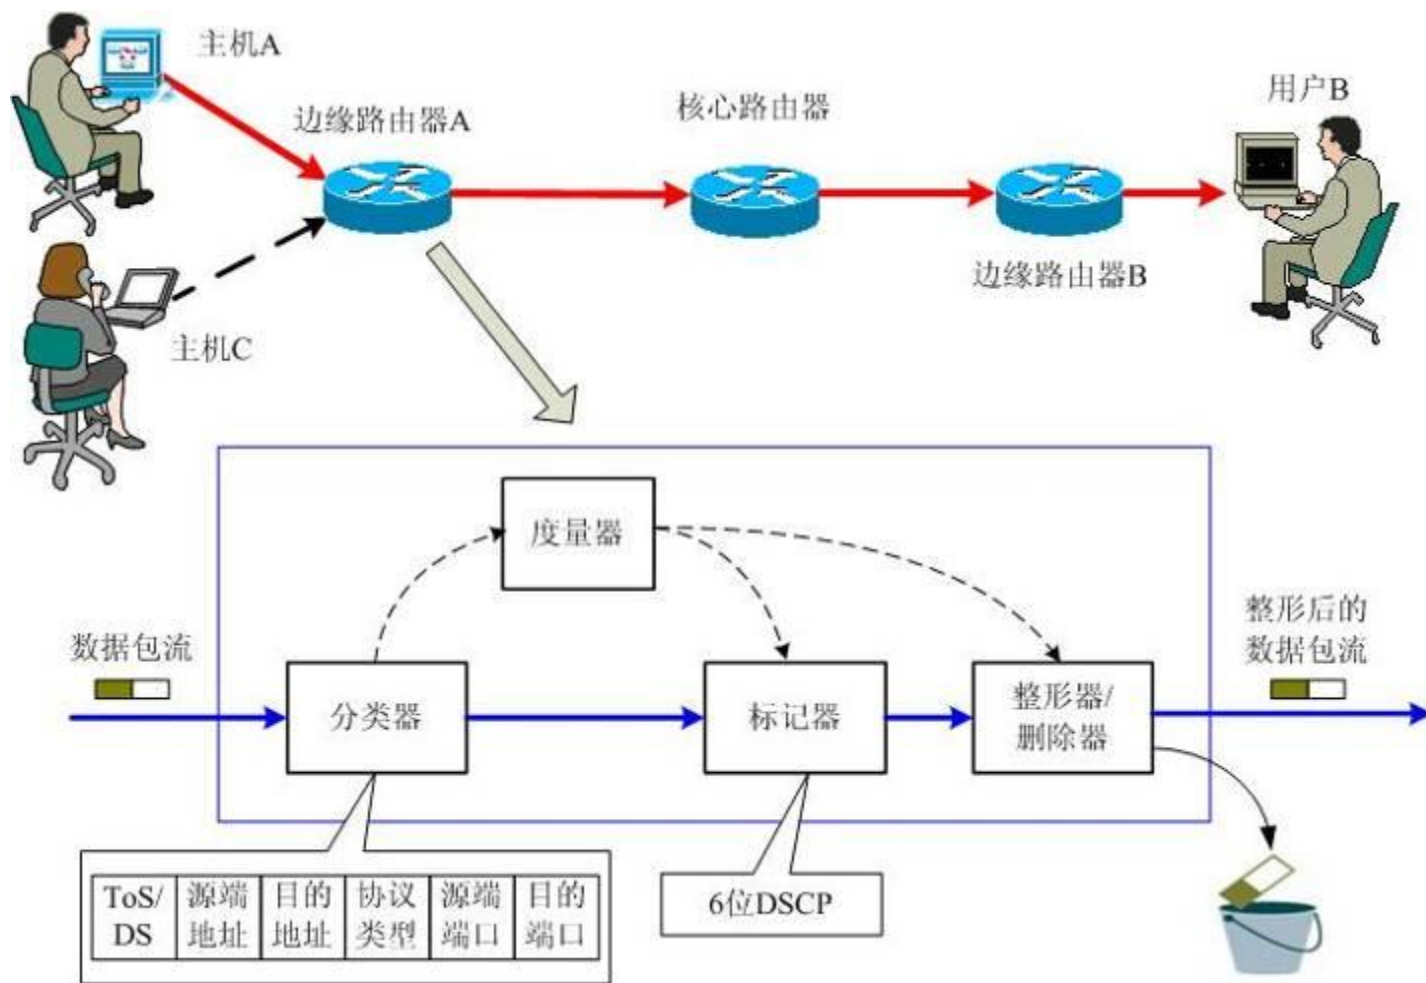 主机A
边缘路由器A
核心路由器
用户B
主机C
边缘路由器B
度量器
数据包流
分类器
标记器
整形器/
删除器
整形后的
数据包流
ToS/
DS
源端
地址
目的
地址
协议
类型
源端
端口
目的
端口
6位DSCP